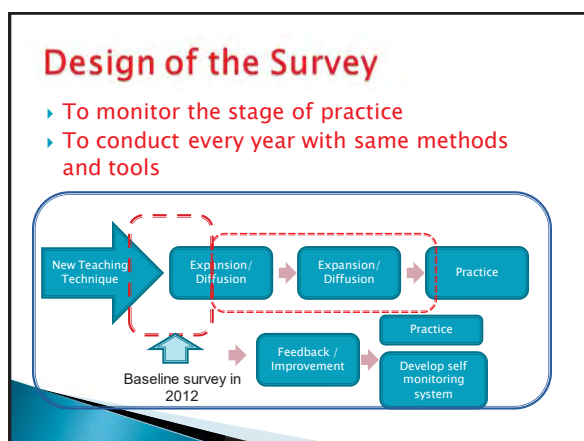 Design of the Survey
To monitor the stage of practice
To conduct every year with same methods
and tools
New Teaching
Technique
Expansion/
Diffusion
Expansion/
Diffusion
Practice
Practice
Feedback /
Improvement
Develop self
monitoring
system
Baseline survey in
2012